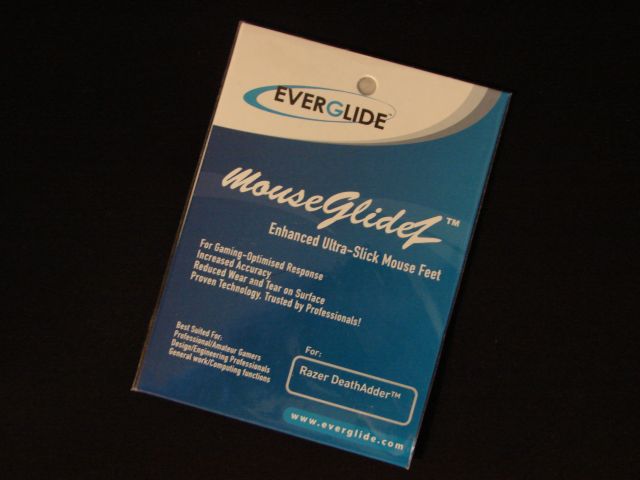 EVERGLIDE™
MouseGlidez™
Enhanced Ultra-Slick Mouse Feet
For Gaming-Optimised Response
Increased Accuracy
Reduced Wear and Tear on Surface
Proven Technology, Trusted by Professionals!
Best Suited For:
Professional/Amateur Gamers
Design/Engineering Professionals
General work/Computing functions
For:
Razer DeathAdder™
www.everglide.com